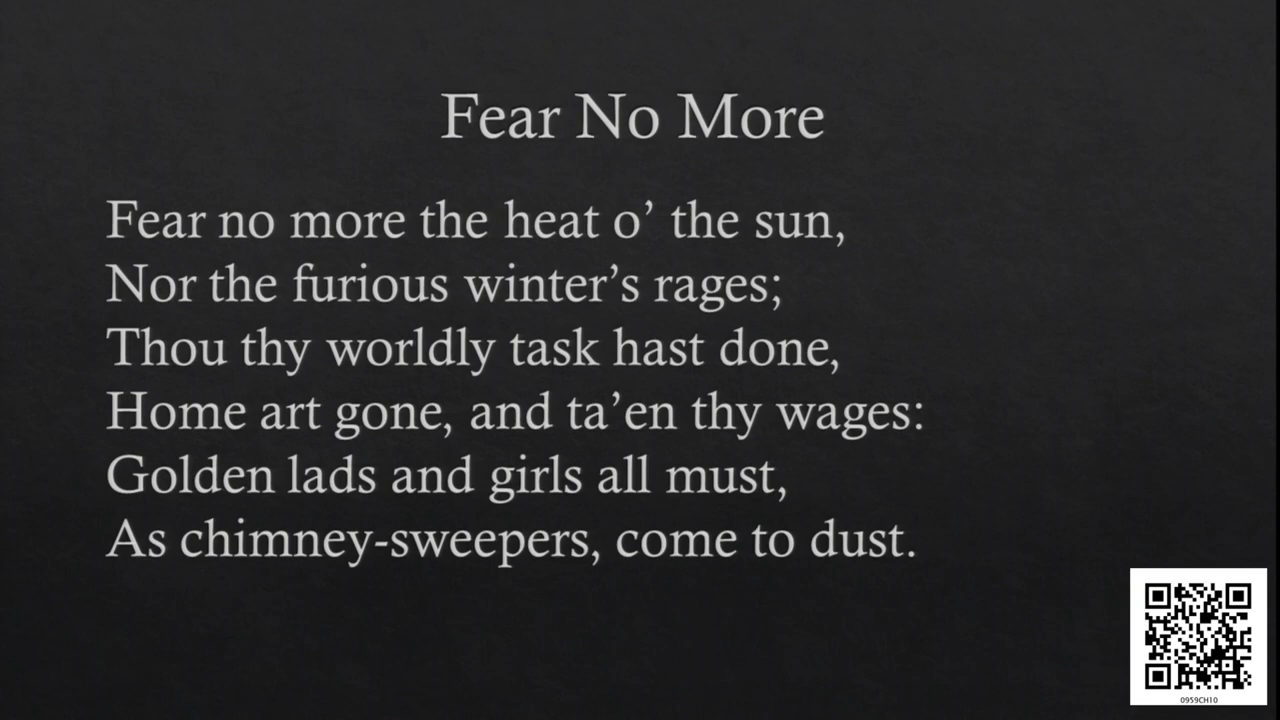 Fear No More
Fear no more the heat o’ the sun,
Nor the furious winter’s rages;
Thou thy worldly task hast done,
Home art gone, and ta’en thy wages:
Golden lads and girls all must,
As chimney-sweepers, come to dust.
0959CH10